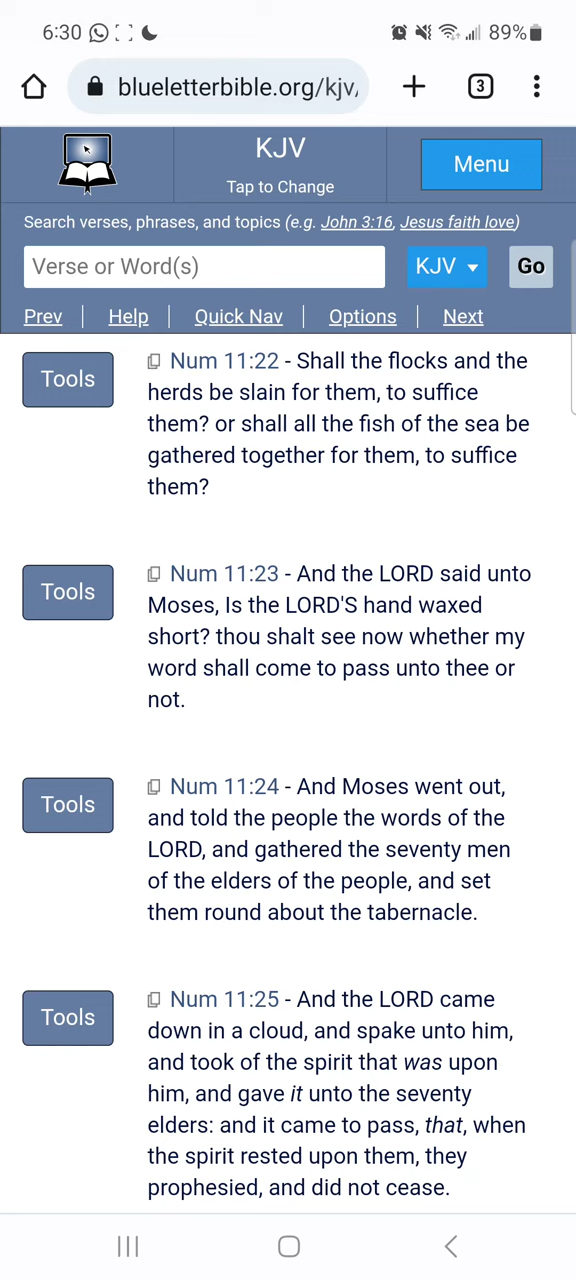 6:30 89%
blueletterbible.org/kjv/ 3
KJV
Tap to Change
Menu
Search verses, phrases, and topics (e.g. John 3:16, Jesus faith love)
Verse or Word(s) KJV Go
Prev Help Quick Nav Options Next
Tools
Num 11:22 - Shall the flocks and the
herds be slain for them, to suffice
them? or shall all the fish of the sea be
gathered together for them, to suffice
them?
Tools
Num 11:23 - And the LORD said unto
Moses, Is the LORD'S hand waxed
short? thou shalt see now whether my
word shall come to pass unto thee or
not.
Tools
Num 11:24 - And Moses went out,
and told the people the words of the
LORD, and gathered the seventy men
of the elders of the people, and set
them round about the tabernacle.
Tools
Num 11:25 - And the LORD came
down in a cloud, and spake unto him,
and took of the spirit that was upon
him, and gave it unto the seventy
elders: and it came to pass, that, when
the spirit rested upon them, they
prophesied, and did not cease.